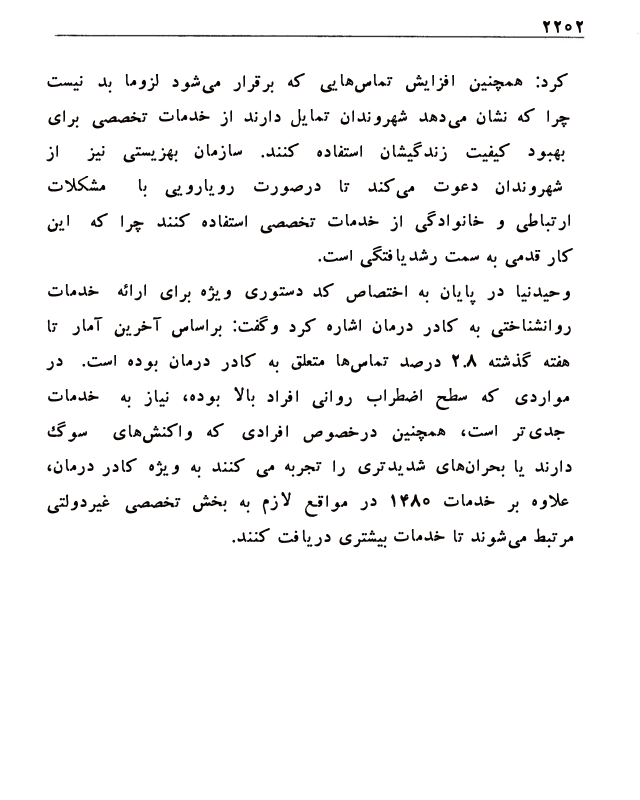 ۲۲۰۲
کرد: همچنین افزایش تماس‌هایی که برقرار می‌شود لزوما بد نیست
چرا که نشان می‌دهد شهروندان تمایل دارند از خدمات تخصصی برای
بهبود کیفیت زندگیشان استفاده کنند. سازمان بهزیستی نیز از
شهروندان دعوت می‌کند تا درصورت رویارویی با مشکلات
ارتباطی و خانوادگی از خدمات تخصصی استفاده کنند چرا که این
کار قدمی به سمت رشدیافتگی است.
وحیدنیا در پایان به اختصاص کد دستوری ویژه برای ارائه خدمات
روانشناختی به کادر درمان اشاره کرد وگفت: براساس آخرین آمار تا
هفته گذشته ۲.۸ درصد تماس‌ها متعلق به کادر درمان بوده است. در
مواردی که سطح اضطراب روانی افراد بالا بوده، نیاز به خدمات
جدی‌تر است، همچنین درخصوص افرادی که واکنش‌های سوگ
دارند یا بحران‌های شدیدتری را تجربه می کنند به ویژه کادر درمان،
علاوه بر خدمات ۱۴۸۰ در مواقع لازم به بخش تخصصی غیردولتی
مرتبط می‌شوند تا خدمات بیشتری دریافت کنند.